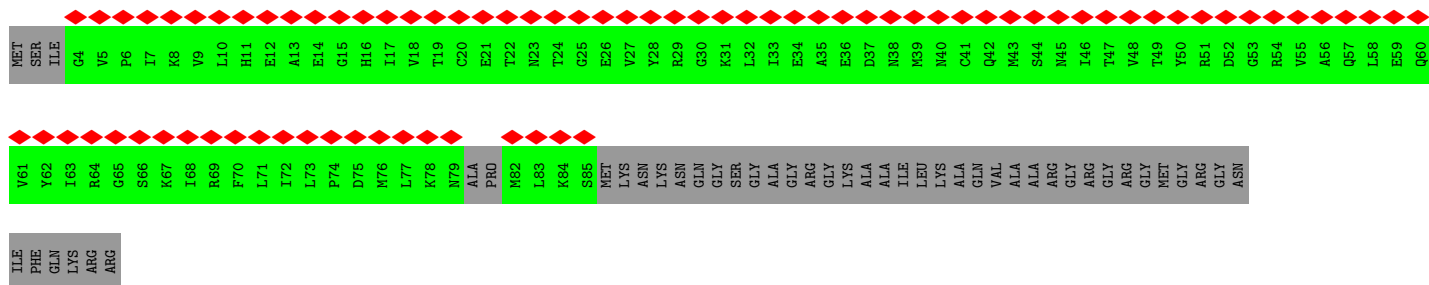 MET SER ILE G4 V5 P6 I7 K8 V9 L10 H11 E12 A13 E14 G15 H16 I17 V18 T19 C20 E21 T22 N23 T24 G25 E26 V27 Y28 R29 G30 K31 L32 I33 E34 A35 E36 D37 N38 M39 N40 C41 Q42 M43 S44 N45 I46 T47 V48 T49 Y50 R51 D52 G53 R54 V55 A56 Q57 L58 E59 Q60
V61 Y62 I63 R64 G65 S66 K67 I68 R69 F70 L71 I72 L73 P74 D75 M76 L77 K78 N79 ALA PRO M82 L83 K84 S85 MET LYS ASN LYS ASN GLN GLY SER GLY ALA GLY ARG GLY LYS ALA ALA ILE LEU LYS ALA GLN VAL ALA ALA ARG GLY ARG GLY ARG GLY MET GLY ARG GLY ASN
ILE PHE GLN LYS ARG ARG